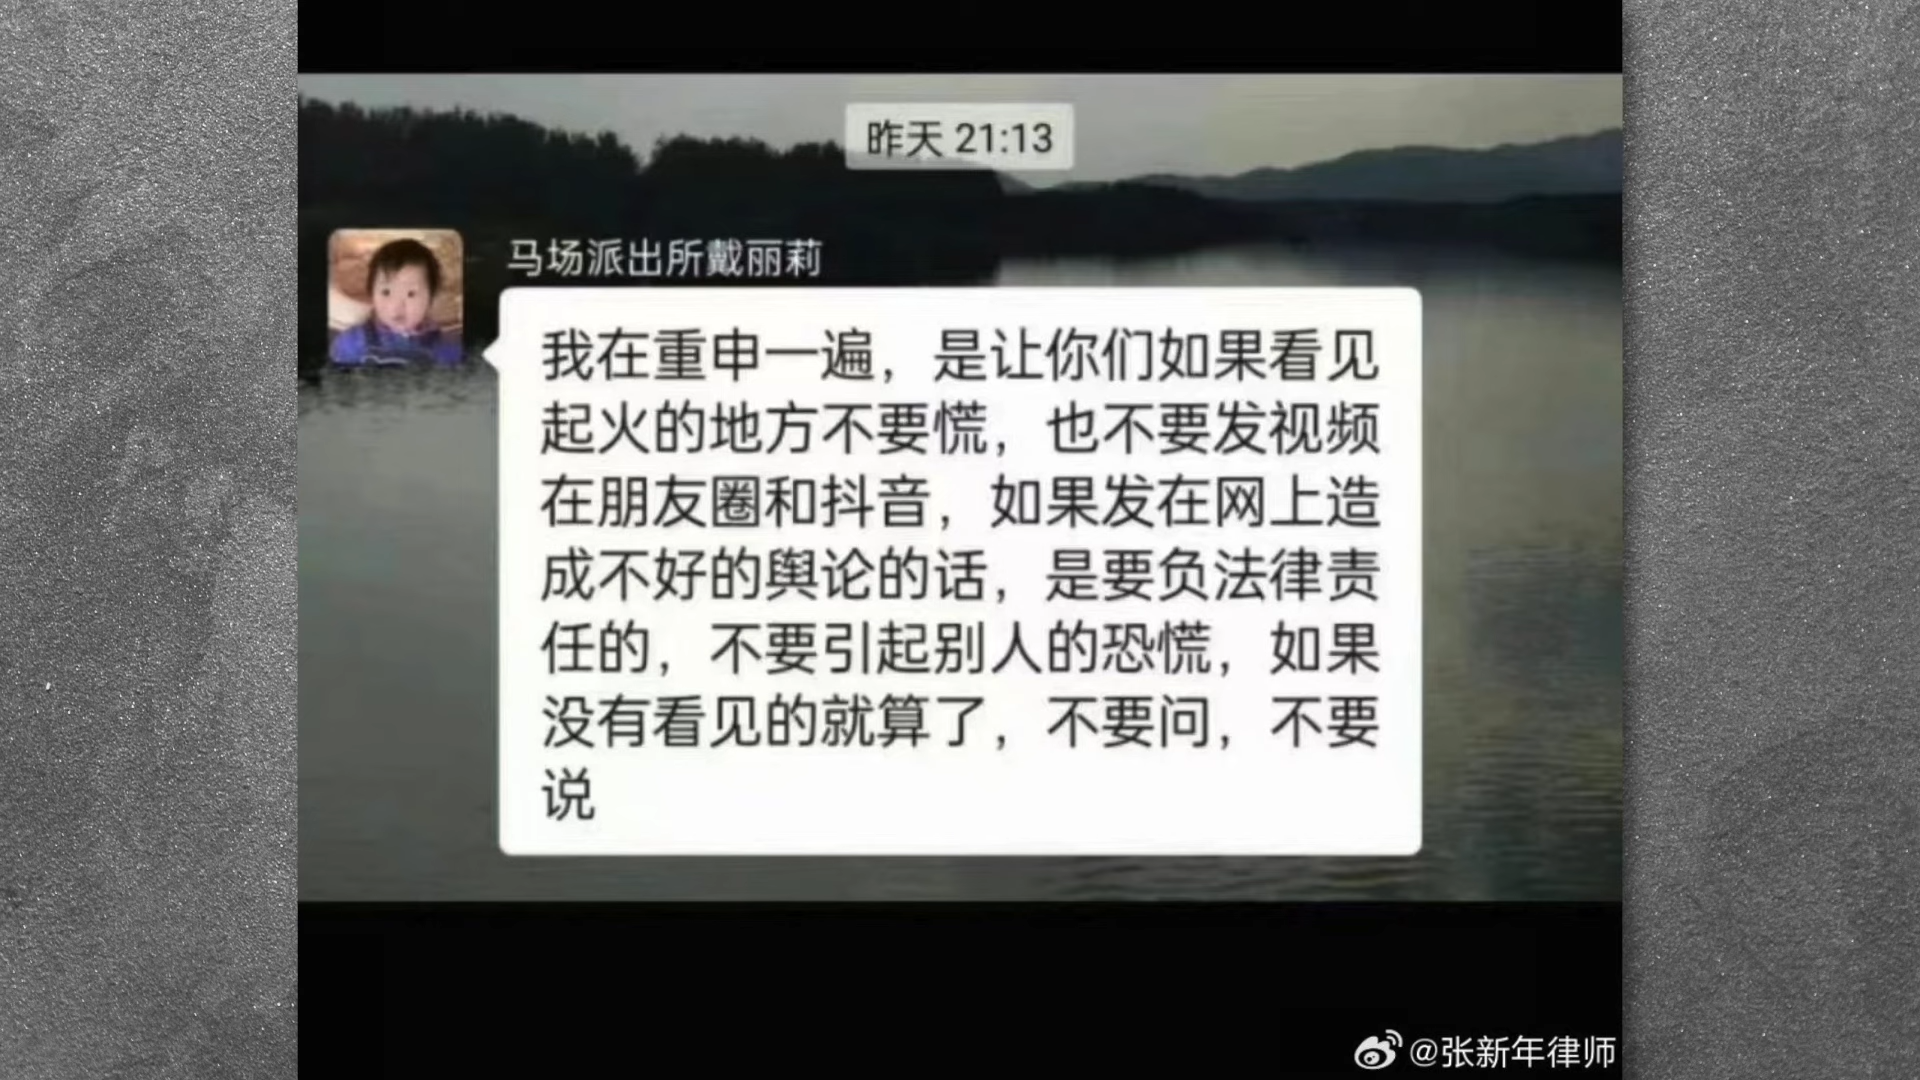 昨天 21:13
马场派出所戴丽莉
我在重申一遍，是让你们如果看见
起火的地方不要慌，也不要发视频
在朋友圈和抖音，如果发在网上造
成不好的舆论的话，是要负法律责
任的，不要引起别人的恐慌，如果
没有看见的就算了，不要问，不要
说
@张新年律师